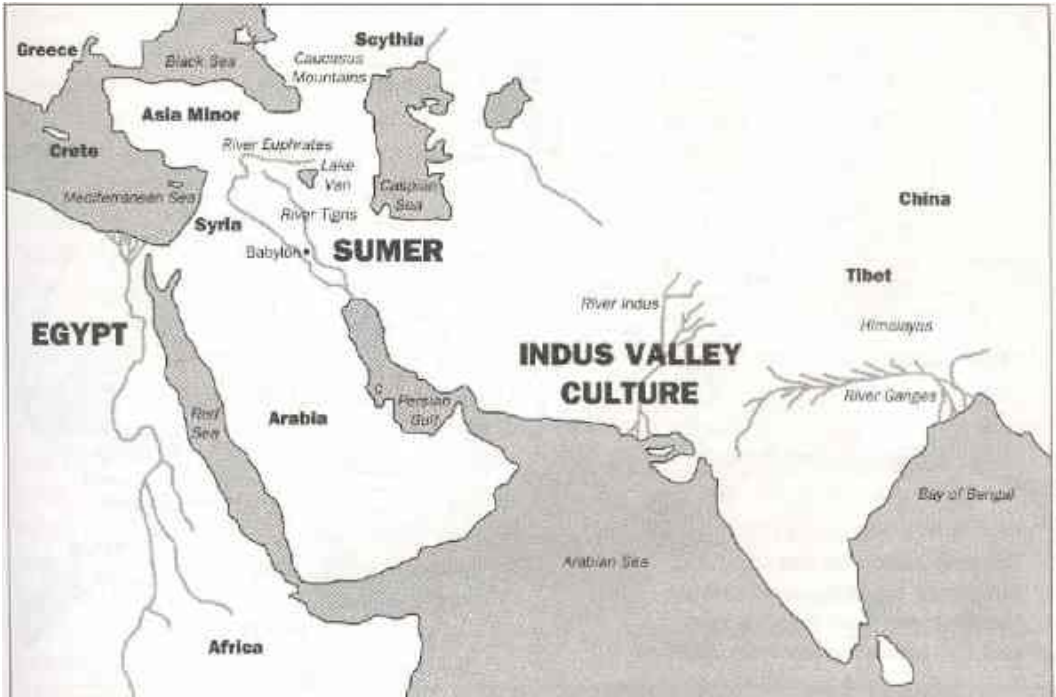 Greece
Black Sea
Scythia
Caucasus
Mountains
Asia Minor
Crete
River Euphrates
Lake
Van
Caspian
Sea
Mediterranean Sea
Syria
River Tigris
Babylon
SUMER
China
Tibet
River Indus
Himalayas
EGYPT
INDUS VALLEY
CULTURE
River Ganges
Red
Sea
Arabia
Persian
Gulf
Bay of Bengal
Arabian Sea
Africa